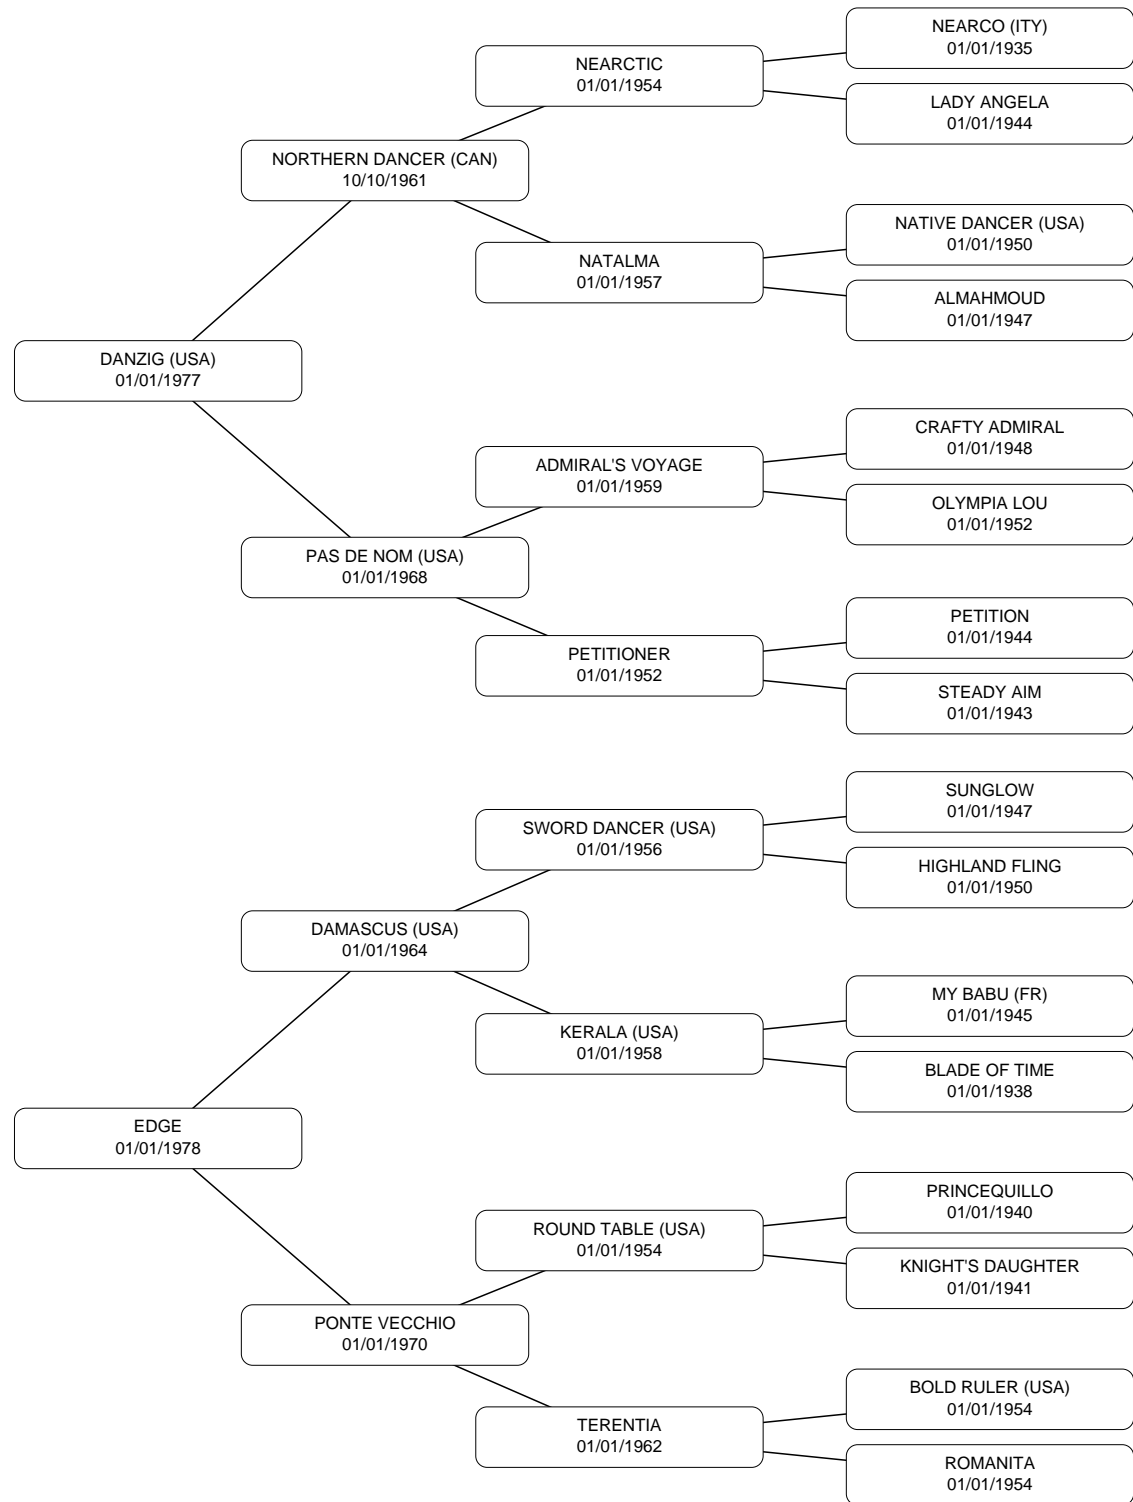 NEARCO (ITY)
01/01/1935
NEARCTIC
01/01/1954
LADY ANGELA
01/01/1944
NORTHERN DANCER (CAN)
10/10/1961
NATIVE DANCER (USA)
01/01/1950
NATALMA
01/01/1957
ALMAHMOUD
01/01/1947
DANZIG (USA)
01/01/1977
CRAFTY ADMIRAL
01/01/1948
ADMIRAL'S VOYAGE
01/01/1959
OLYMPIA LOU
01/01/1952
PAS DE NOM (USA)
01/01/1968
PETITION
01/01/1944
PETITIONER
01/01/1952
STEADY AIM
01/01/1943
SUNGLOW
01/01/1947
SWORD DANCER (USA)
01/01/1956
HIGHLAND FLING
01/01/1950
DAMASCUS (USA)
01/01/1964
MY BABU (FR)
01/01/1945
KERALA (USA)
01/01/1958
BLADE OF TIME
01/01/1938
EDGE
01/01/1978
PRINCEQUILLO
01/01/1940
ROUND TABLE (USA)
01/01/1954
KNIGHT'S DAUGHTER
01/01/1941
PONTE VECCHIO
01/01/1970
BOLD RULER (USA)
01/01/1954
TERENTIA
01/01/1962
ROMANITA
01/01/1954